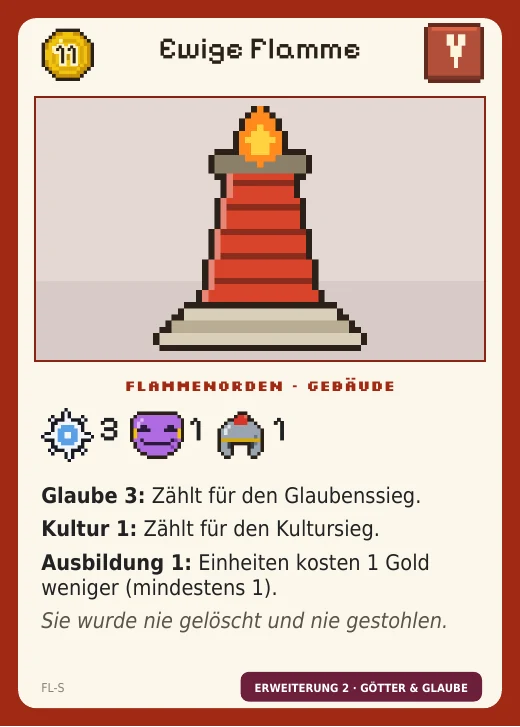 11
Ewige Flamme
FLAMMENORDEN - GEBÄUDE
3 1 1
Glaube 3: Zählt für den Glaubenssieg.
Kultur 1: Zählt für den Kultursieg.
Ausbildung 1: Einheiten kosten 1 Gold
weniger (mindestens 1).
Sie wurde nie gelöscht und nie gestohlen.
FL-S
ERWEITERUNG 2 · GÖTTER & GLAUBE